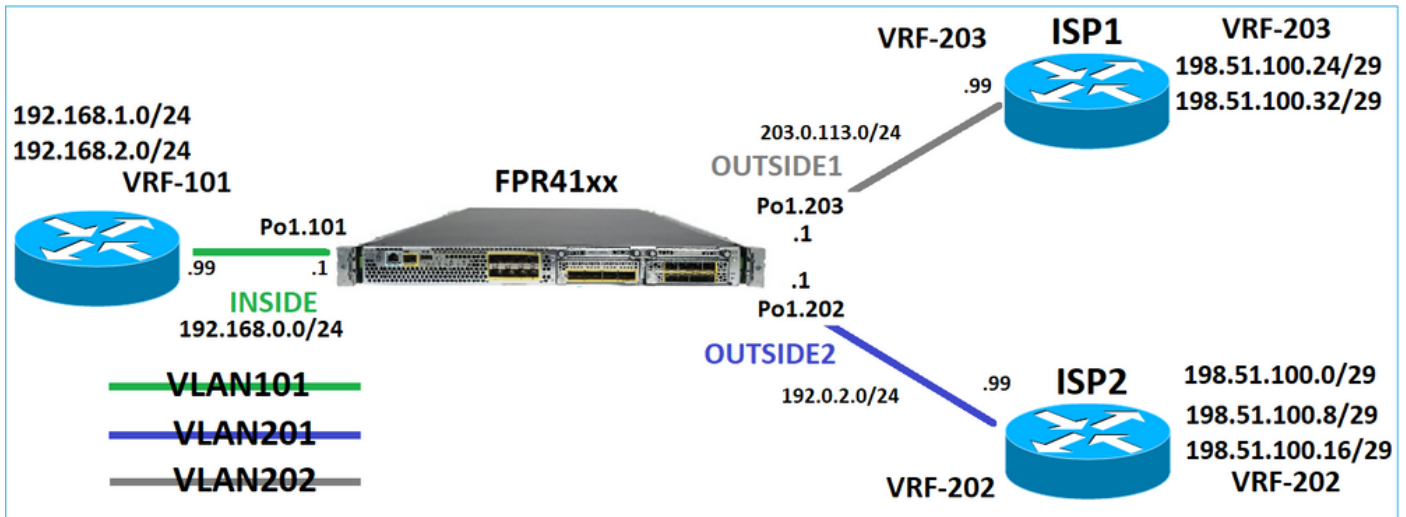 192.168.1.0/24
192.168.2.0/24
VRF-101
.99
Po1.101
.1
INSIDE
192.168.0.0/24
FPR41xx
VRF-203
ISP1
VRF-203
198.51.100.24/29
198.51.100.32/29
.99
203.0.113.0/24
OUTSIDE1
Po1.203
.1
.1
Po1.202
OUTSIDE2
192.0.2.0/24
.99
ISP2
VRF-202
198.51.100.0/29
198.51.100.8/29
198.51.100.16/29
VRF-202
VLAN101
VLAN201
VLAN202